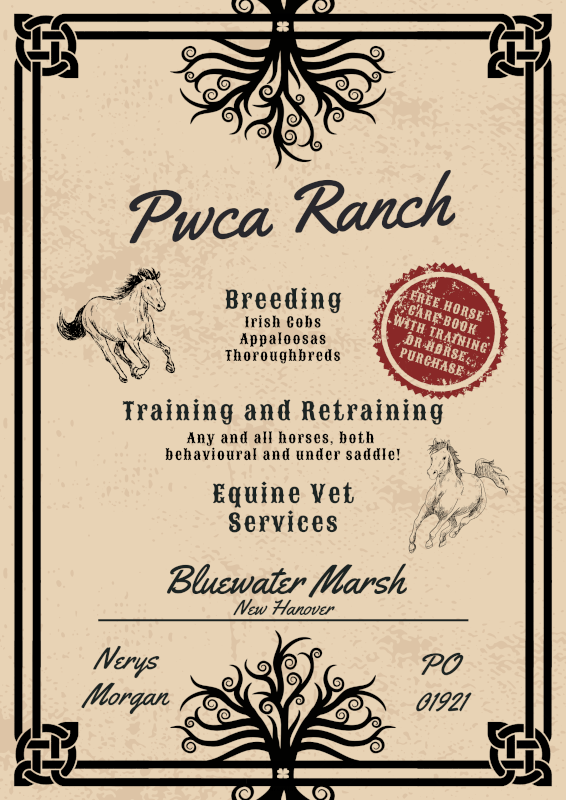 Pwca Ranch
Breeding
Irish Cobs
Appaloosas
Thoroughbreds
FREE HORSE
CARE BOOK
WITH TRAINING
OR HORSE
PURCHASE
Training and Retraining
Any and all horses, both
behavioural and under saddle!
Equine Vet
Services
Bluewater Marsh
New Hanover
Nerys
Morgan
PO
01921